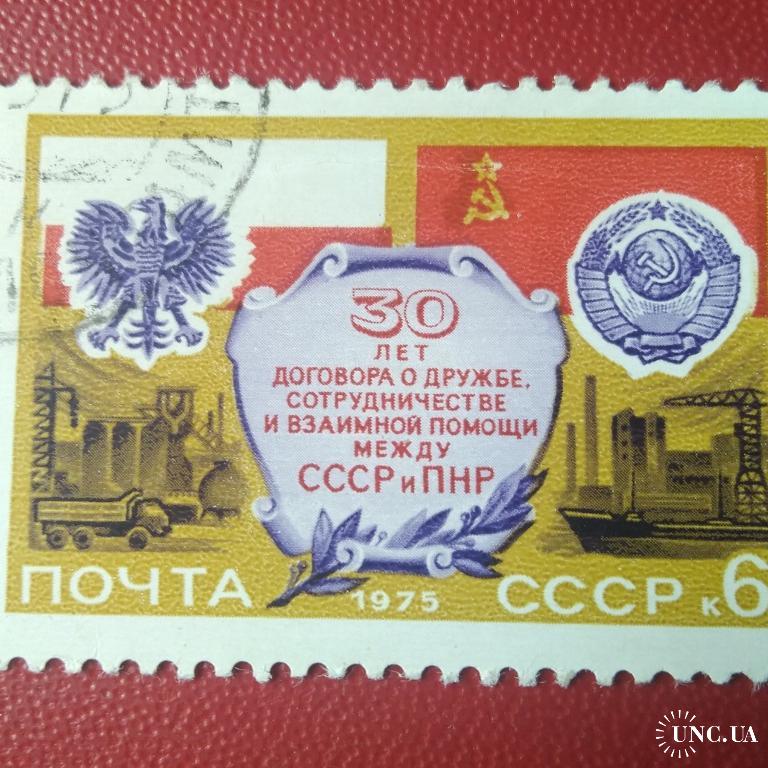 30
ЛЕТ
ДОГОВОРА О ДРУЖБЕ,
СОТРУДНИЧЕСТВЕ
И ВЗАИМНОЙ ПОМОЩИ
МЕЖДУ
СССР и ПНР
ПОЧТА 1975 СССР к6
UNC.UA